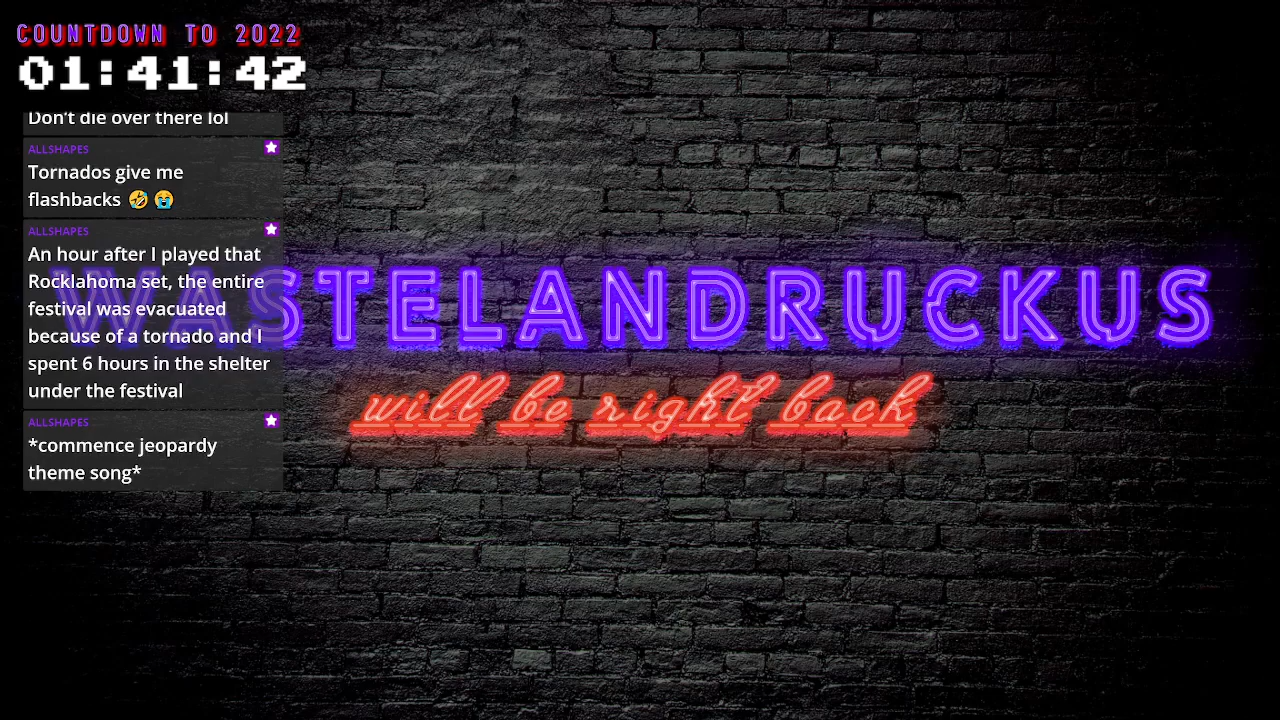 COUNTDOWN TO 2022
01:41:42
Don't die over there lol
ALLSHAPES
Tornados give me
flashbacks 🤣 😭
ALLSHAPES
An hour after I played that
Rocklahoma set, the entire
festival was evacuated
because of a tornado and I
spent 6 hours in the shelter
under the festival
ALLSHAPES
*commence jeopardy
theme song*
WASTELANDRUCKUS
will be right back